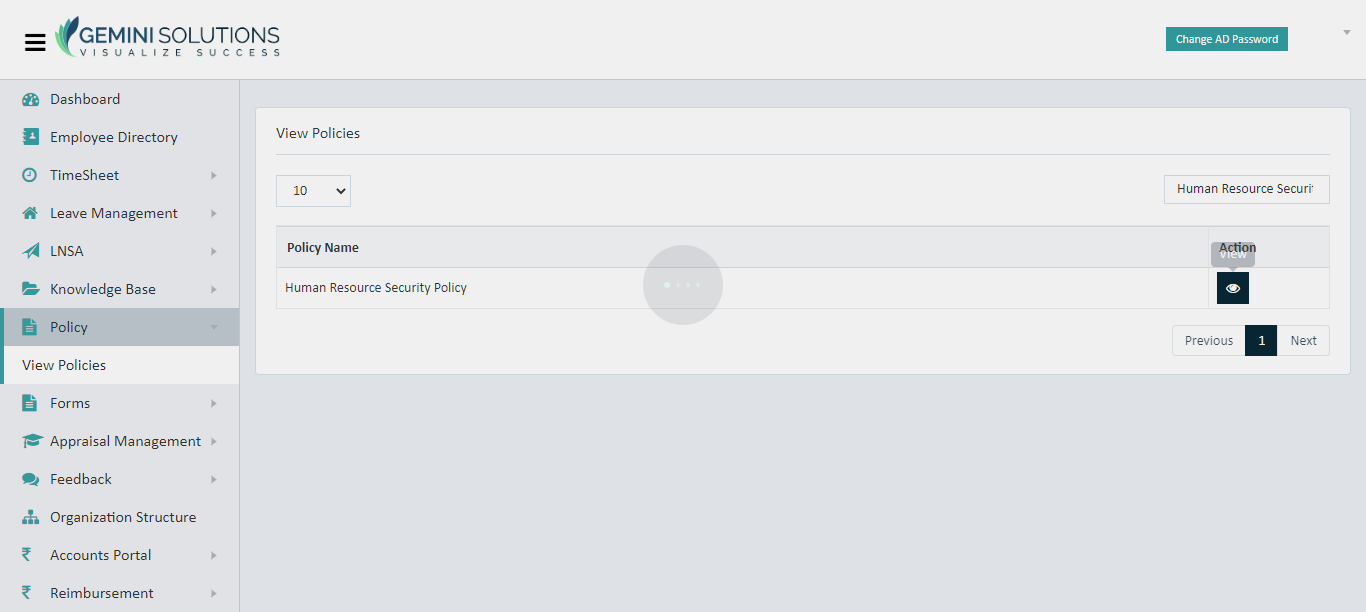 GEMINI SOLUTIONS
VISUALIZE SUCCESS
Change AD Password
Dashboard
Employee Directory
TimeSheet
Leave Management
LNSA
Knowledge Base
Policy
View Policies
Forms
Appraisal Management
Feedback
Organization Structure
₹ Accounts Portal
₹ Reimbursement
View Policies
10
Human Resource Securit
Policy Name
Action
View
Human Resource Security Policy
Previous 1 Next